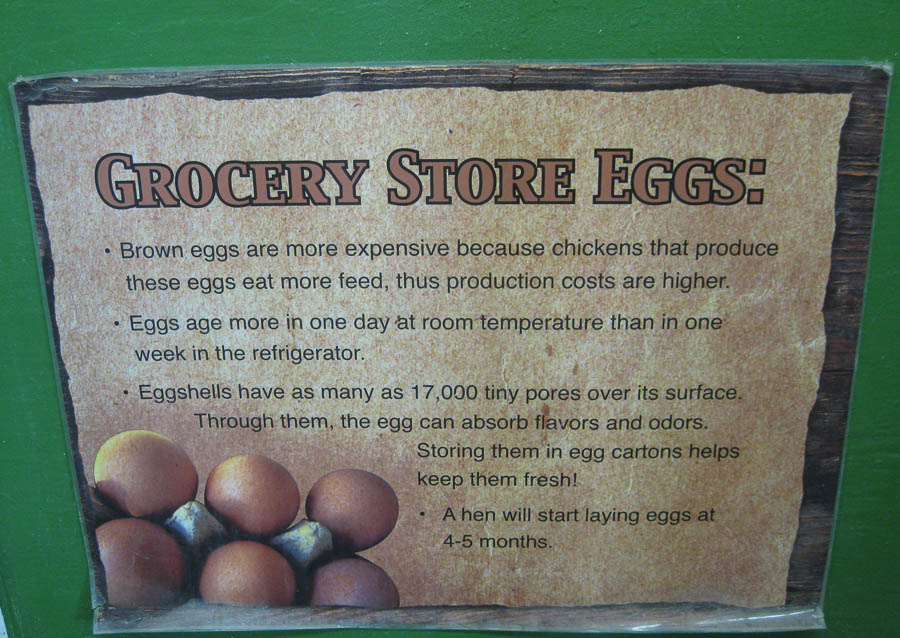 GROCERY STORE EGGS:
• Brown eggs are more expensive because chickens that produce
these eggs eat more feed, thus production costs are higher.
• Eggs age more in one day at room temperature than in one
week in the refrigerator.
• Eggshells have as many as 17,000 tiny pores over its surface.
Through them, the egg can absorb flavors and odors.
Storing them in egg cartons helps
keep them fresh!
• A hen will start laying eggs at
4-5 months.